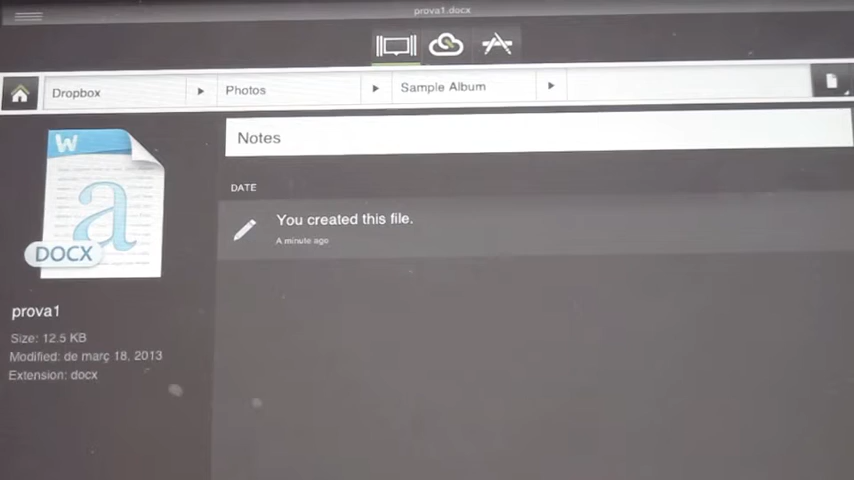 prova1.docx
Dropbox
Photos
Sample Album
Notes
W
a
DOCX
DATE
You created this file.
A minute ago
prova1
Size: 12.5 KB
Modified: de març 18, 2013
Extension: docx